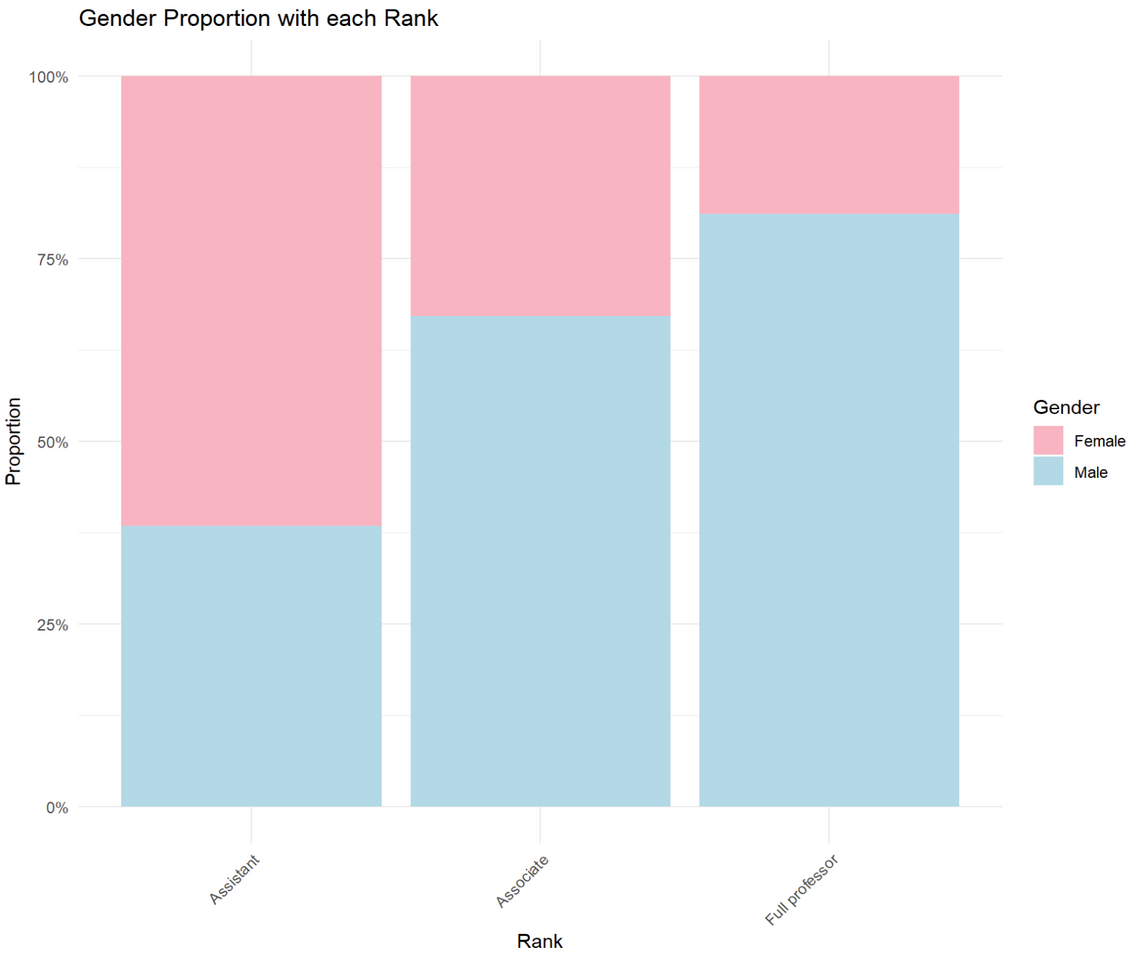 Gender Proportion with each Rank
100%
75%
50%
25%
0%
Proportion
Assistant
Associate
Full professor
Rank
Gender
Female
Male